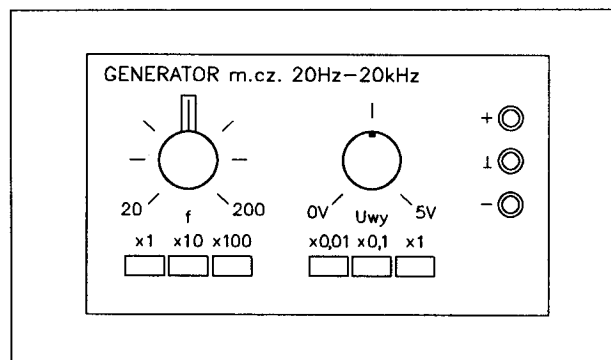 GENERATOR m.cz. 20Hz-20kHz
+
⊥
-
20 f 200
x1 x10 x100
0V Uwy 5V
x0,01 x0,1 x1